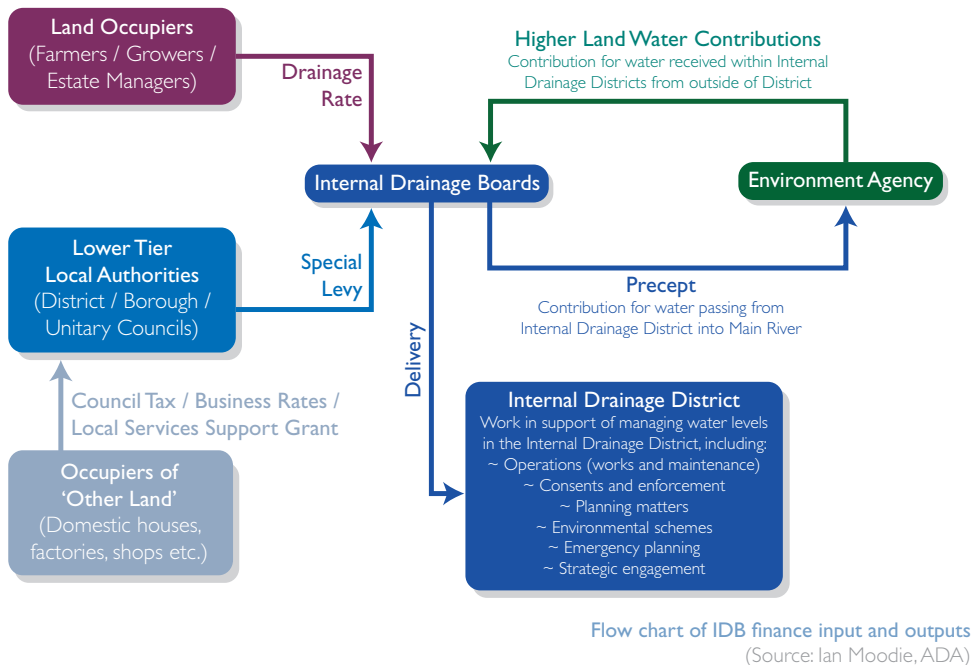 Land Occupiers
(Farmers / Growers /
Estate Managers)
Drainage
Rate
Higher Land Water Contributions
Contribution for water received within Internal
Drainage Districts from outside of District
Internal Drainage Boards
Environment Agency
Lower Tier
Local Authorities
(District / Borough /
Unitary Councils)
Special
Levy
Precept
Contribution for water passing from
Internal Drainage District into Main River
Delivery
Council Tax / Business Rates /
Local Services Support Grant
Occupiers of
‘Other Land’
(Domestic houses,
factories, shops etc.)
Internal Drainage District
Work in support of managing water levels
in the Internal Drainage District, including:
~ Operations (works and maintenance)
~ Consents and enforcement
~ Planning matters
~ Environmental schemes
~ Emergency planning
~ Strategic engagement
Flow chart of IDB finance input and outputs
(Source: Ian Moodie, ADA)